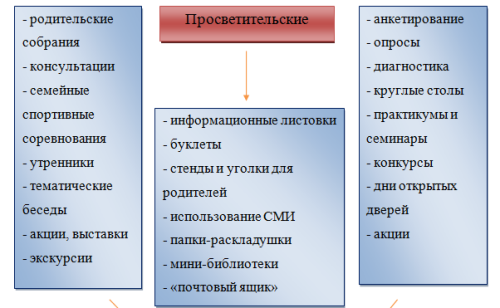 - родительские
собрания
- консультации
- семейные
спортивные
соревнования
- утренники
- тематические
беседы
- акции, выставки
- экскурсии
Просветительские
- информационные листовки
- буклеты
- стенды и уголки для
родителей
- использование СМИ
- папки-раскладушки
- мини-библиотеки
- «почтовый ящик»
- анкетирование
- опросы
- диагностика
- круглые столы
- практикумы и
семинары
- конкурсы
- дни открытых
дверей
- акции